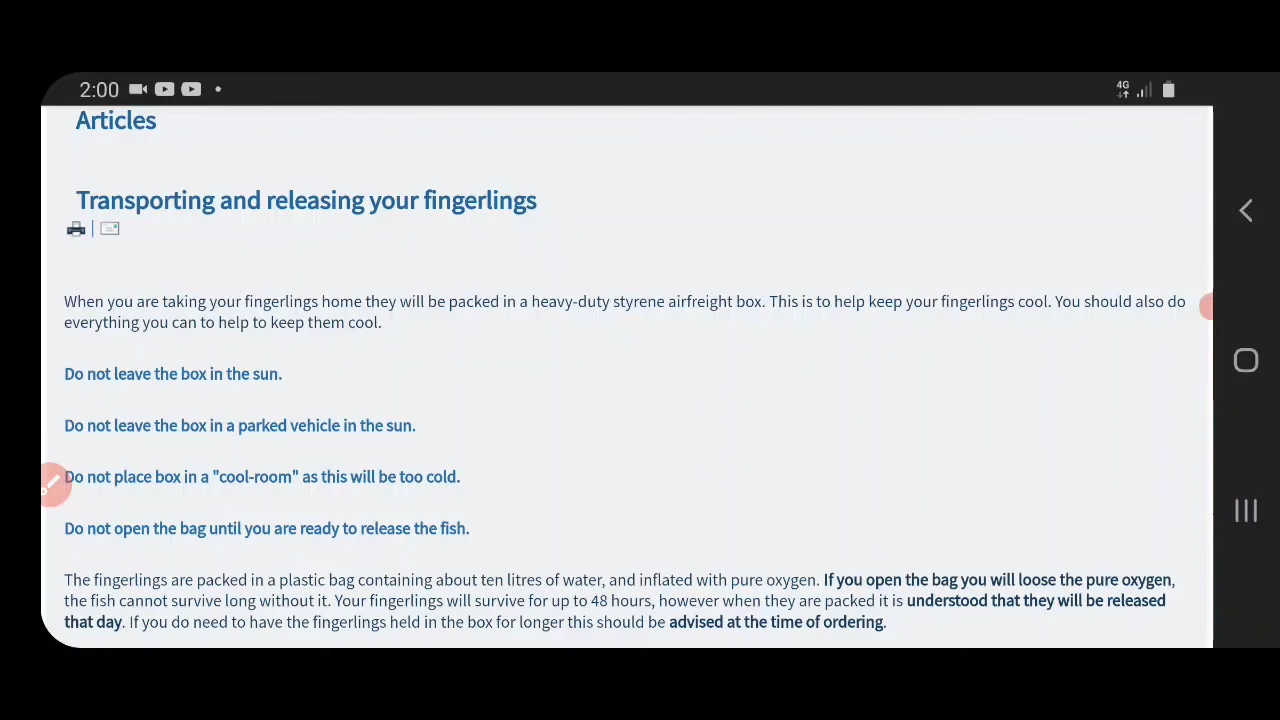 2:00
4G
Articles
Transporting and releasing your fingerlings
When you are taking your fingerlings home they will be packed in a heavy-duty styrene airfreight box. This is to help keep your fingerlings cool. You should also do
everything you can to help to keep them cool.
Do not leave the box in the sun.
Do not leave the box in a parked vehicle in the sun.
Do not place box in a "cool-room" as this will be too cold.
Do not open the bag until you are ready to release the fish.
The fingerlings are packed in a plastic bag containing about ten litres of water, and inflated with pure oxygen. If you open the bag you will loose the pure oxygen,
the fish cannot survive long without it. Your fingerlings will survive for up to 48 hours, however when they are packed it is understood that they will be released
that day. If you do need to have the fingerlings held in the box for longer this should be advised at the time of ordering.